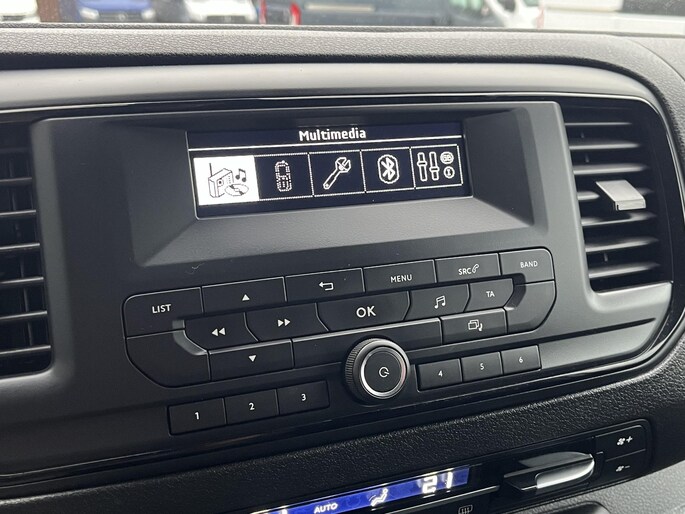 Multimedia
LIST
MENU
SRC
BAND
OK
TA
1
2
3
4
5
6
AUTO
21
+
-